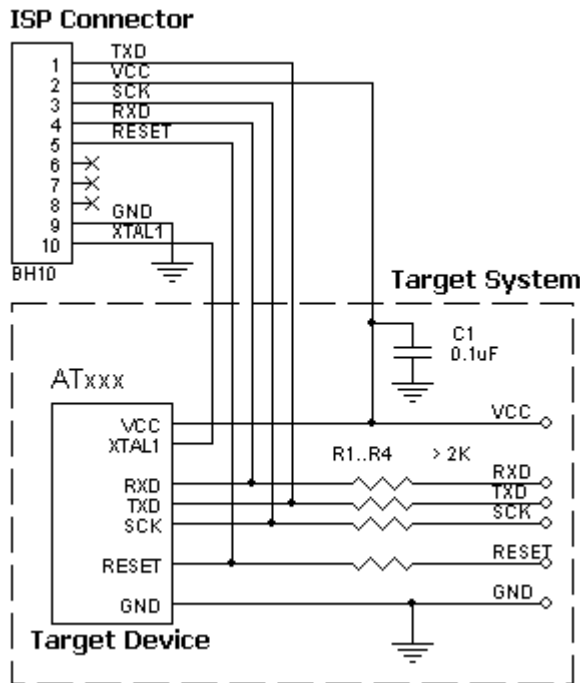 ISP Connector
1 TXD
2 VCC
3 SCK
4 RXD
5 RESET
6
7
8
9 GND
10 XTAL1
BH10
Target System
C1
0.1uF
ATxxx
VCC VCC
XTAL1
R1..R4 > 2K
RXD RXD
TXD TXD
SCK SCK
RESET RESET
GND GND
Target Device